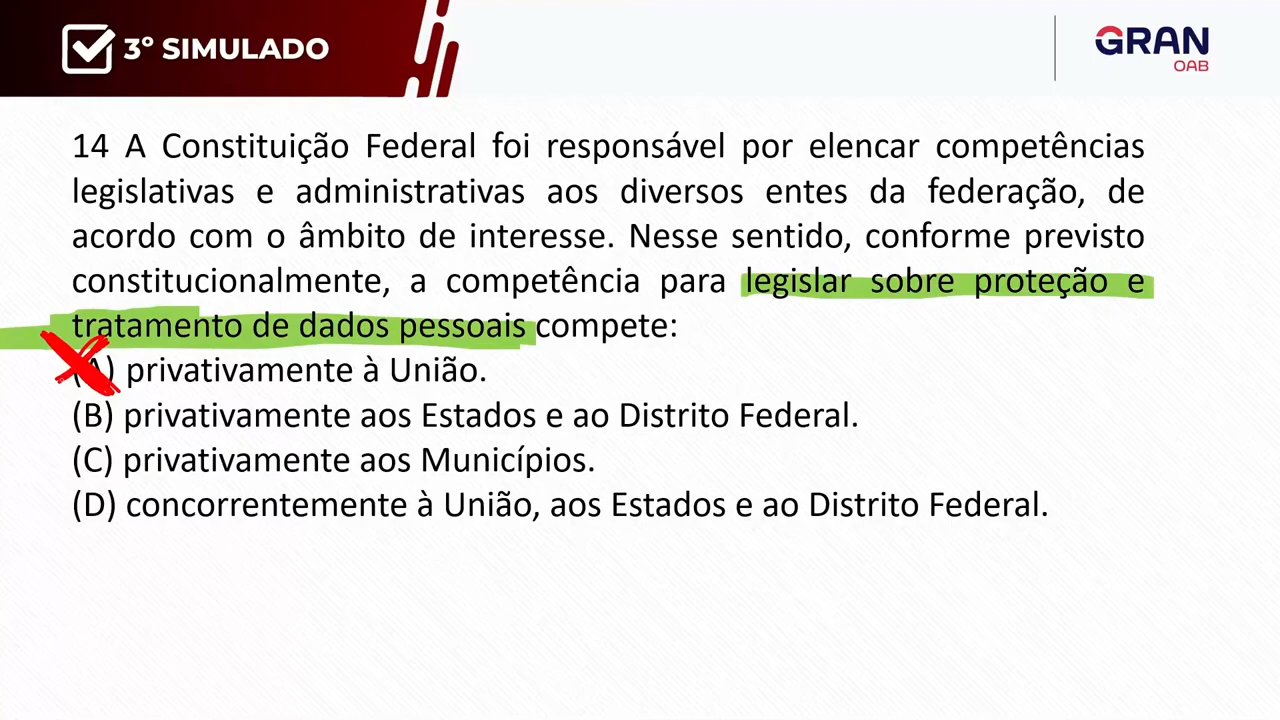 3º SIMULADO
GRAN
OAB
14 A Constituição Federal foi responsável por elencar competências
legislativas e administrativas aos diversos entes da federação, de
acordo com o âmbito de interesse. Nesse sentido, conforme previsto
constitucionalmente, a competência para legislar sobre proteção e
tratamento de dados pessoais compete:
(A) privativamente à União.
(B) privativamente aos Estados e ao Distrito Federal.
(C) privativamente aos Municípios.
(D) concorrentemente à União, aos Estados e ao Distrito Federal.